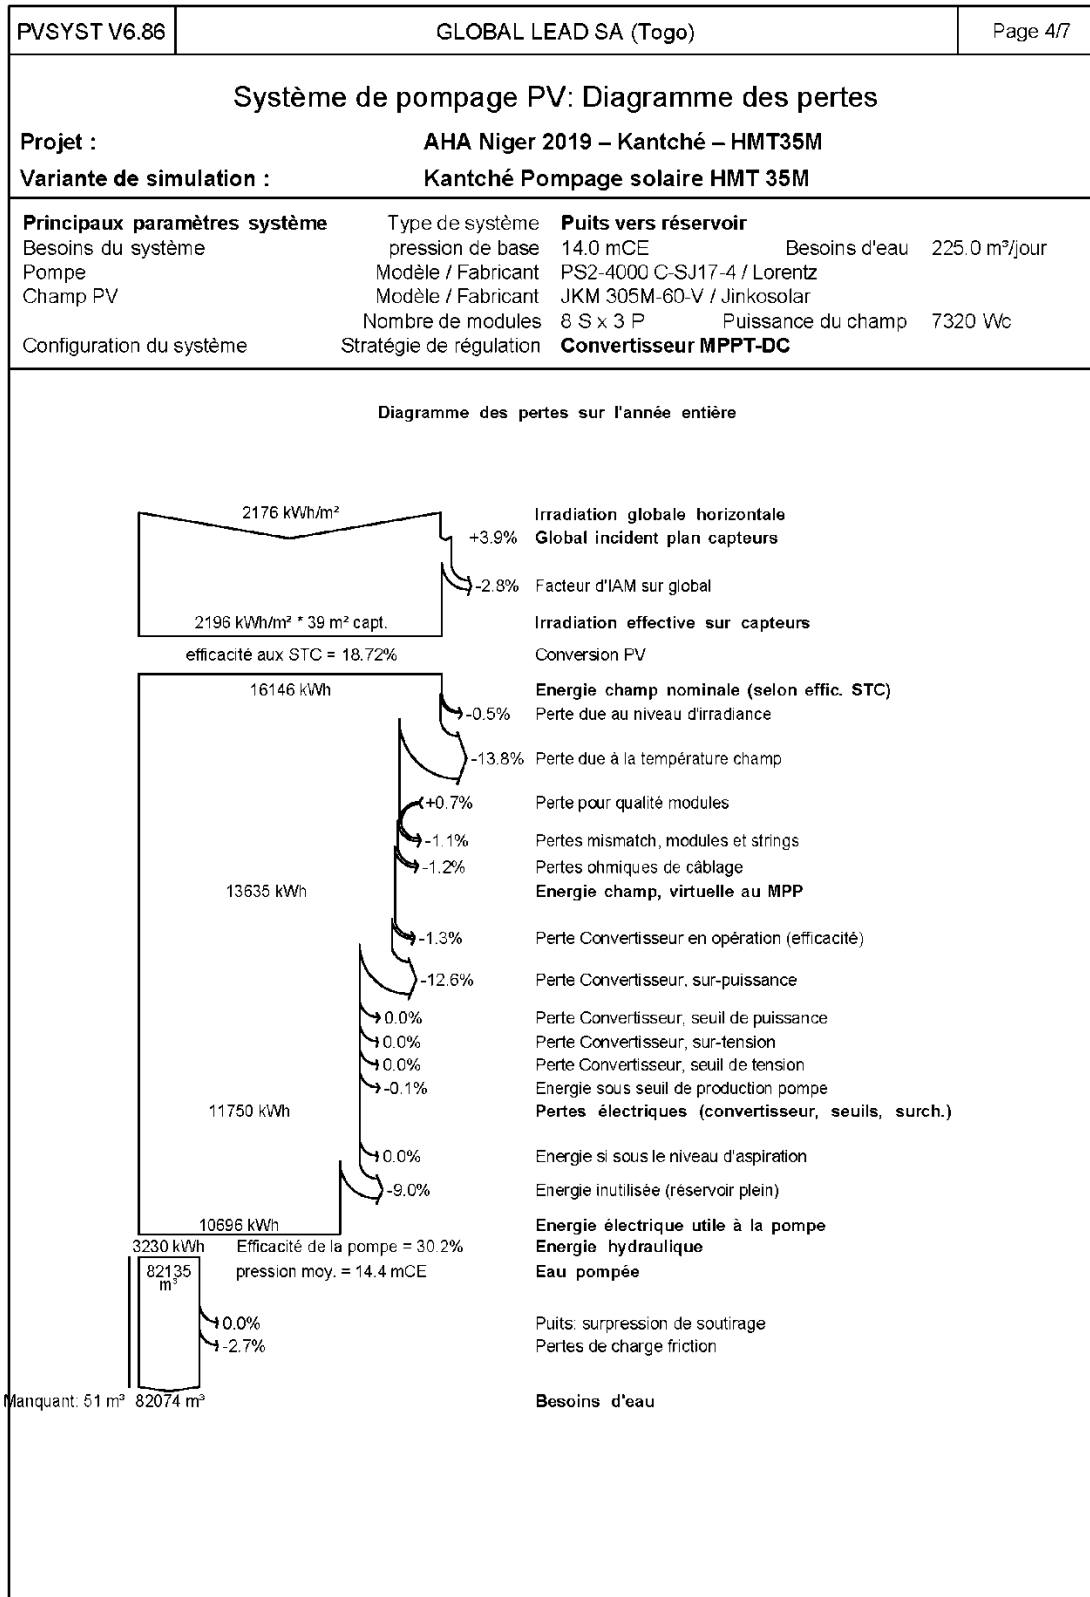 PVSYST V6.86 GLOBAL LEAD SA (Togo) Page 4/7
Système de pompage PV: Diagramme des pertes
Projet : AHA Niger 2019 – Kantché – HMT35M
Variante de simulation : Kantché Pompage solaire HMT 35M
Principaux paramètres système Type de système Puits vers réservoir
Besoins du système pression de base 14.0 mCE Besoins d'eau 225.0 m³/jour
Pompe Modèle / Fabricant PS2-4000 C-SJ17-4 / Lorentz
Champ PV Modèle / Fabricant JKM 305M-60-V / Jinkosolar
Nombre de modules 8 S x 3 P Puissance du champ 7320 Wc
Configuration du système Stratégie de régulation Convertisseur MPPT-DC
Diagramme des pertes sur l'année entière
2176 kWh/m² Irradiation globale horizontale
+3.9% Global incident plan capteurs
-2.8% Facteur d'IAM sur global
2196 kWh/m² * 39 m² capt. Irradiation effective sur capteurs
efficacité aux STC = 18.72% Conversion PV
16146 kWh Energie champ nominale (selon effic. STC)
-0.5% Perte due au niveau d'irradiance
-13.8% Perte due à la température champ
+0.7% Perte pour qualité modules
-1.1% Pertes mismatch, modules et strings
-1.2% Pertes ohmiques de câblage
13635 kWh Energie champ, virtuelle au MPP
-1.3% Perte Convertisseur en opération (efficacité)
-12.6% Perte Convertisseur, sur-puissance
0.0% Perte Convertisseur, seuil de puissance
0.0% Perte Convertisseur, sur-tension
0.0% Perte Convertisseur, seuil de tension
-0.1% Energie sous seuil de production pompe
11750 kWh Pertes électriques (convertisseur, seuils, surch.)
0.0% Energie si sous le niveau d'aspiration
-9.0% Energie inutilisée (réservoir plein)
10696 kWh Energie électrique utile à la pompe
3230 kWh Efficacité de la pompe = 30.2% Energie hydraulique
82135 m³ pression moy. = 14.4 mCE Eau pompée
0.0% Puits: surpression de soutirage
-2.7% Pertes de charge friction
Manquant: 51 m³ 82074 m³ Besoins d'eau